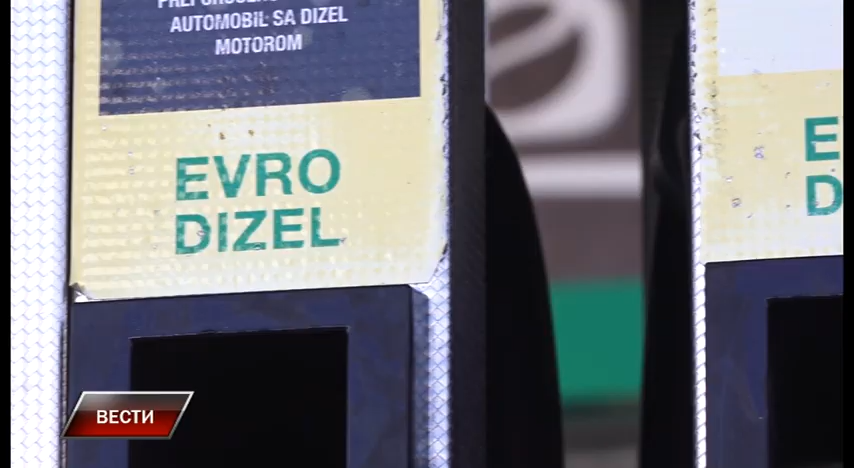 AUTOMOBIL SA DIZEL
MOTOROM
EVRO
DIZEL
ВЕСТИ